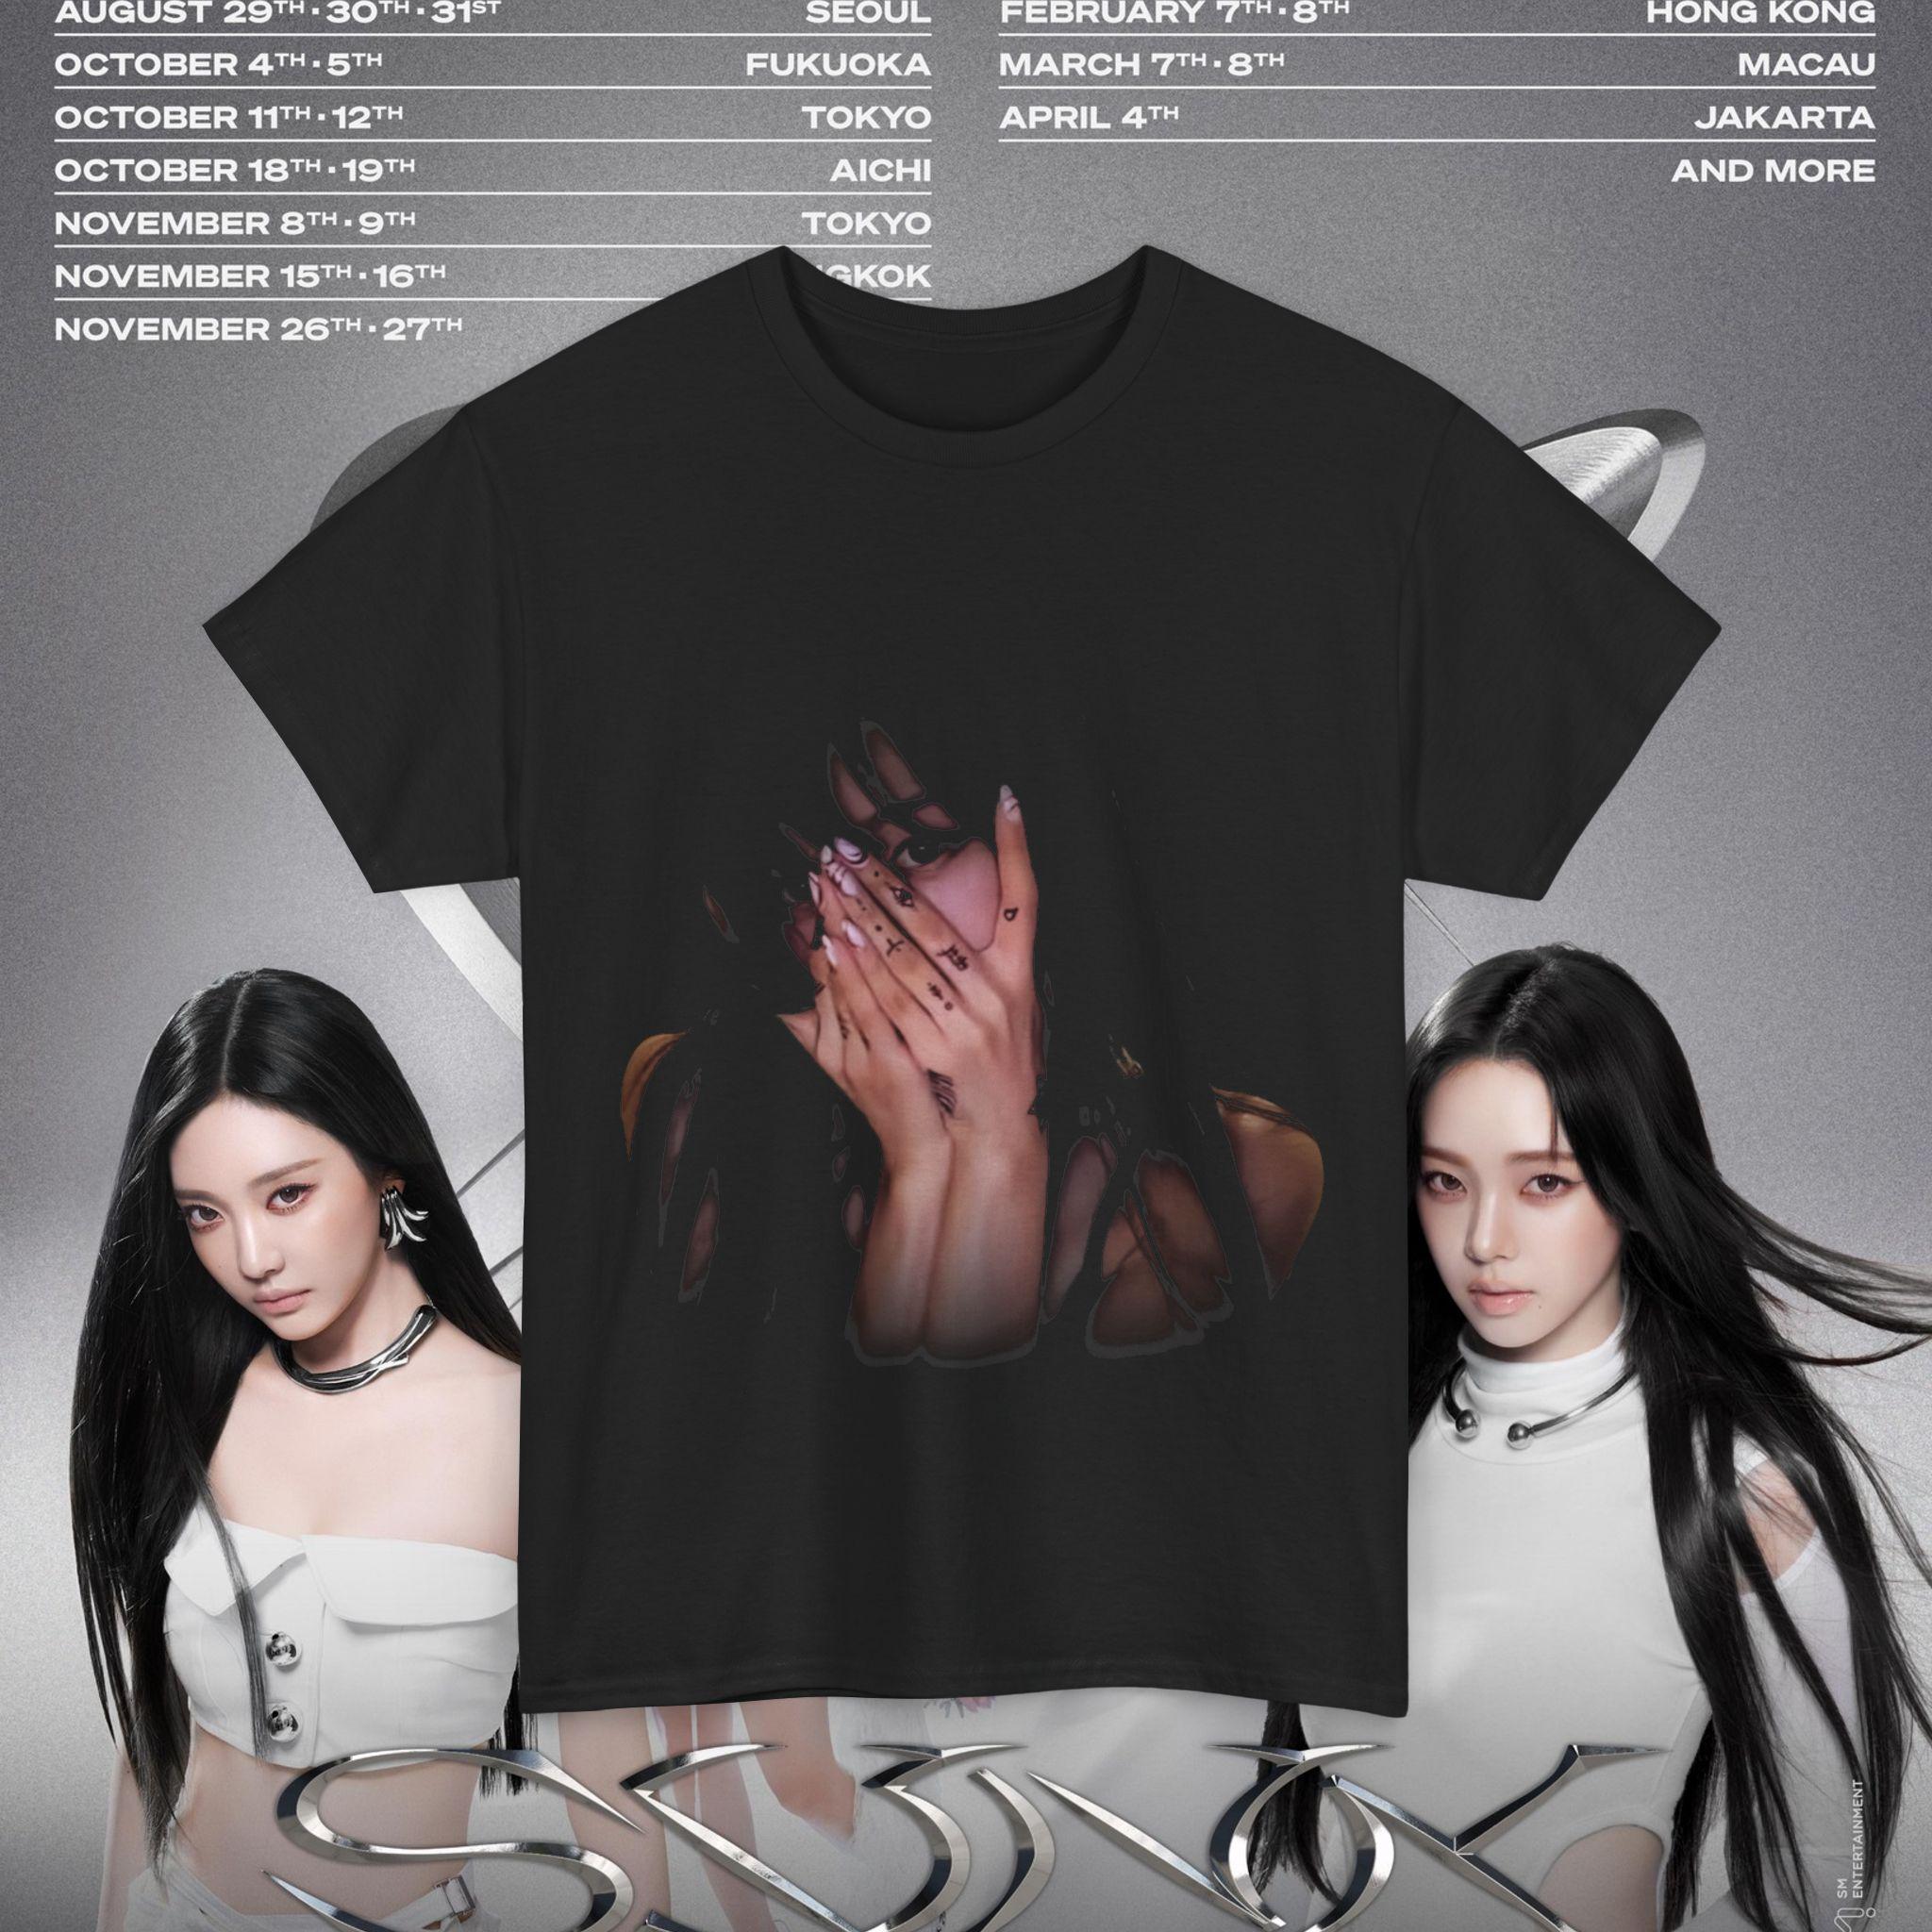 AUGUST 29TH·30TH·31ST SEOUL
OCTOBER 4TH·5TH FUKUOKA
OCTOBER 11TH·12TH TOKYO
OCTOBER 18TH·19TH AICHI
NOVEMBER 8TH·9TH TOKYO
NOVEMBER 15TH·16TH GKOK
NOVEMBER 26TH·27TH
FEBRUARY 7TH·8TH HONG KONG
MARCH 7TH·8TH MACAU
APRIL 4TH JAKARTA
AND MORE
SYNK
SM
ENTERTAINMENT